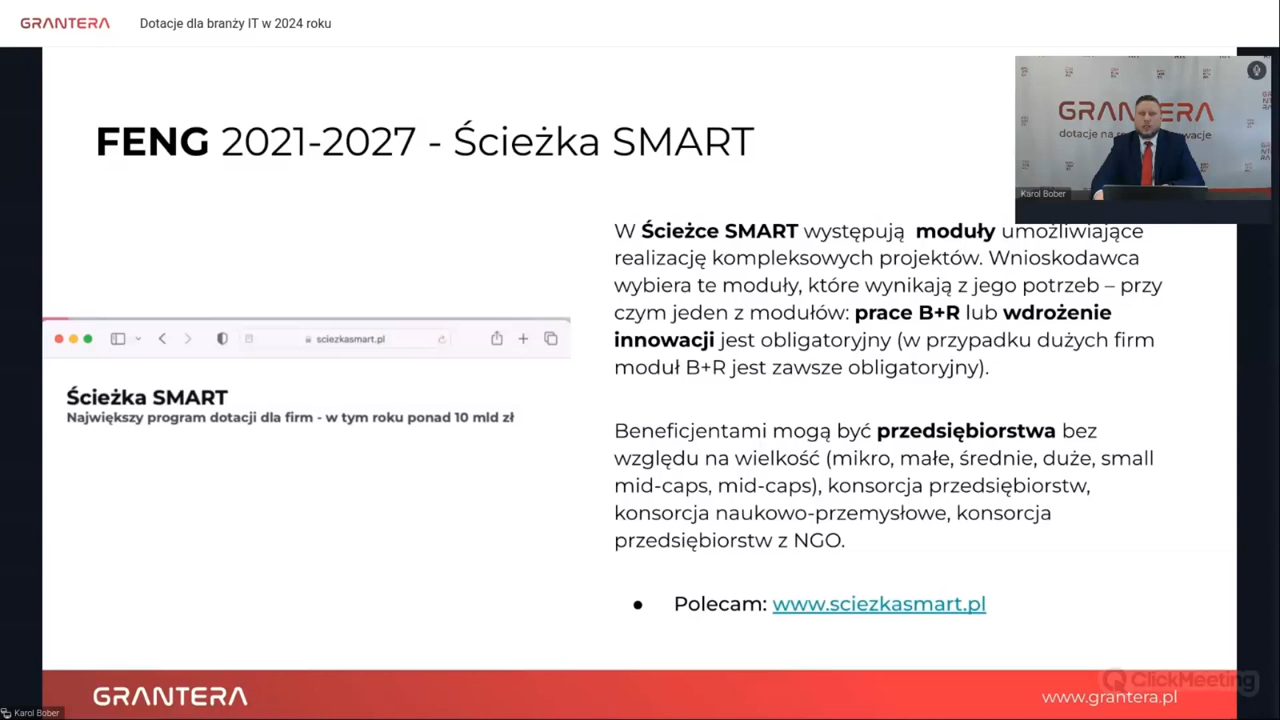 GRANTERA
Dotacje dla branży IT w 2024 roku
GRANTERA
Karol Bober
FENG 2021-2027 - Ścieżka SMART
W Ścieżce SMART występują moduły umożliwiające
realizację kompleksowych projektów. Wnioskodawca
wybiera te moduły, które wynikają z jego potrzeb – przy
czym jeden z modułów: prace B+R lub wdrożenie
innowacji jest obligatoryjny (w przypadku dużych firm
moduł B+R jest zawsze obligatoryjny).
sciezkasmart.pl
Ścieżka SMART
Największy program dotacji dla firm - w tym roku ponad 10 mld zł
Beneficjentami mogą być przedsiębiorstwa bez
względu na wielkość (mikro, małe, średnie, duże, small
mid-caps, mid-caps), konsorcja przedsiębiorstw,
konsorcja naukowo-przemysłowe, konsorcja
przedsiębiorstw z NGO.
● Polecam: www.sciezkasmart.pl
GRANTERA
ClickMeeting
www.grantera.pl
Karol Bober